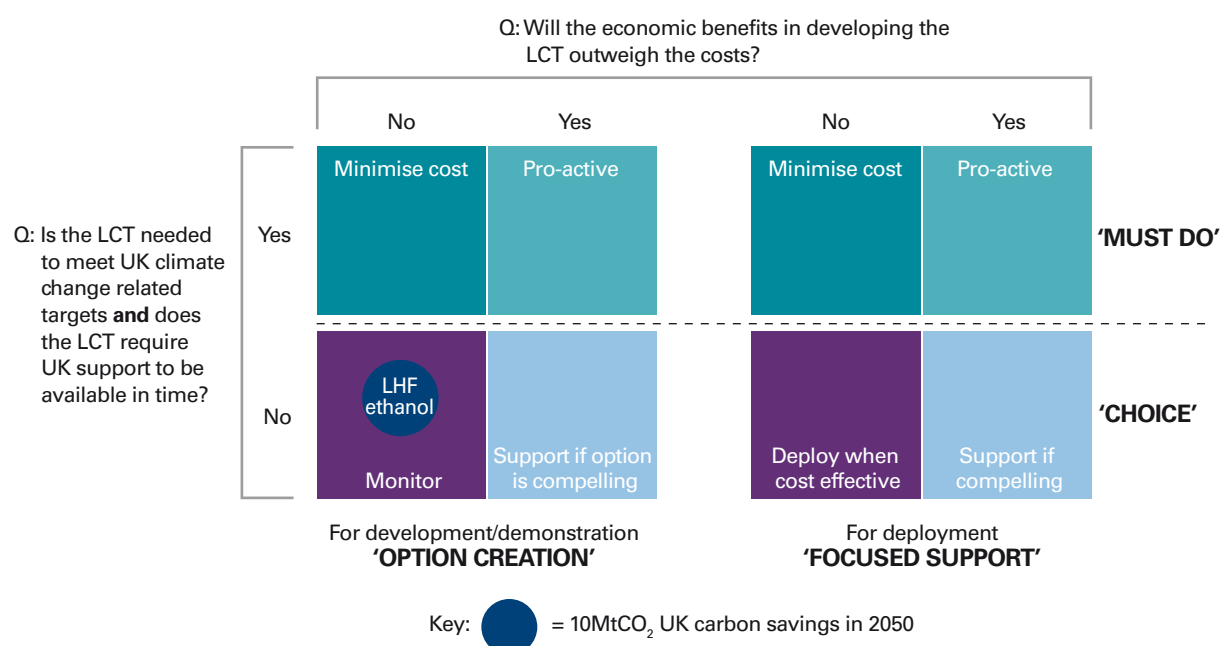 Q: Will the economic benefits in developing the
LCT outweigh the costs?
No
Yes
No
Yes
Q: Is the LCT needed
to meet UK climate
change related
targets and does
the LCT require
UK support to be
available in time?
Yes
Minimise cost
Pro-active
Minimise cost
Pro-active
‘MUST DO’
No
LHF
ethanol
Monitor
Support if option
is compelling
Deploy when
cost effective
Support if
compelling
‘CHOICE’
For development/demonstration
‘OPTION CREATION’
For deployment
‘FOCUSED SUPPORT’
Key: = 10MtCO₂ UK carbon savings in 2050